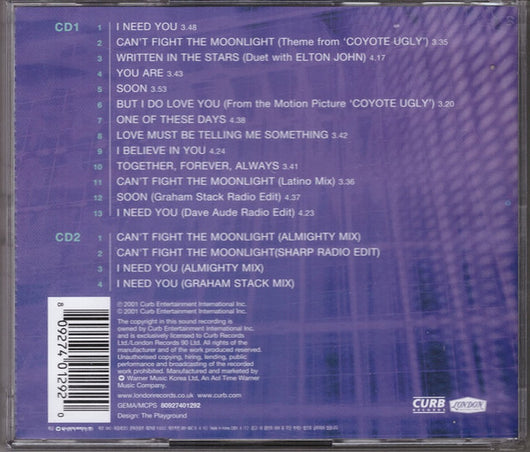 CD1
1 I NEED YOU 3.48
2 CAN'T FIGHT THE MOONLIGHT (Theme from 'COYOTE UGLY') 3.35
3 WRITTEN IN THE STARS (Duet with ELTON JOHN) 4.17
4 YOU ARE 3.43
5 SOON 3.53
6 BUT I DO LOVE YOU (From the Motion Picture 'COYOTE UGLY') 3.20
7 ONE OF THESE DAYS 4.38
8 LOVE MUST BE TELLING ME SOMETHING 3.42
9 I BELIEVE IN YOU 4.24
10 TOGETHER, FOREVER, ALWAYS 3.41
11 CAN'T FIGHT THE MOONLIGHT (Latino Mix) 3.36
12 SOON (Graham Stack Radio Edit) 4.37
13 I NEED YOU (Dave Aude Radio Edit) 4.23
CD2
1 CAN'T FIGHT THE MOONLIGHT (ALMIGHTY MIX)
2 CAN'T FIGHT THE MOONLIGHT(SHARP RADIO EDIT)
3 I NEED YOU (ALMIGHTY MIX)
4 I NEED YOU (GRAHAM STACK MIX)
8 09274 01292 0
℗ 2001 Curb Entertainment International Inc.
© 2001 Curb Entertainment International Inc.
The copyright in this sound recording is
owned by Curb Entertainment International Inc.
and is exclusively licensed to Curb Records
Ltd/London Records 90 Ltd. All rights of the
manufacturer and of the work produced reserved.
Unauthorised copying, hiring, lending, public
performance and broadcasting of the recorded
work prohibited. Manufactured and marketed by
Warner Music Korea Ltd, An Aol Time Warner
Music Company.
www.londonrecords.co.uk www.curb.com
GEMA/MCPS 80927401292
Design: The Playground
CURB
RECORDS
LONDON